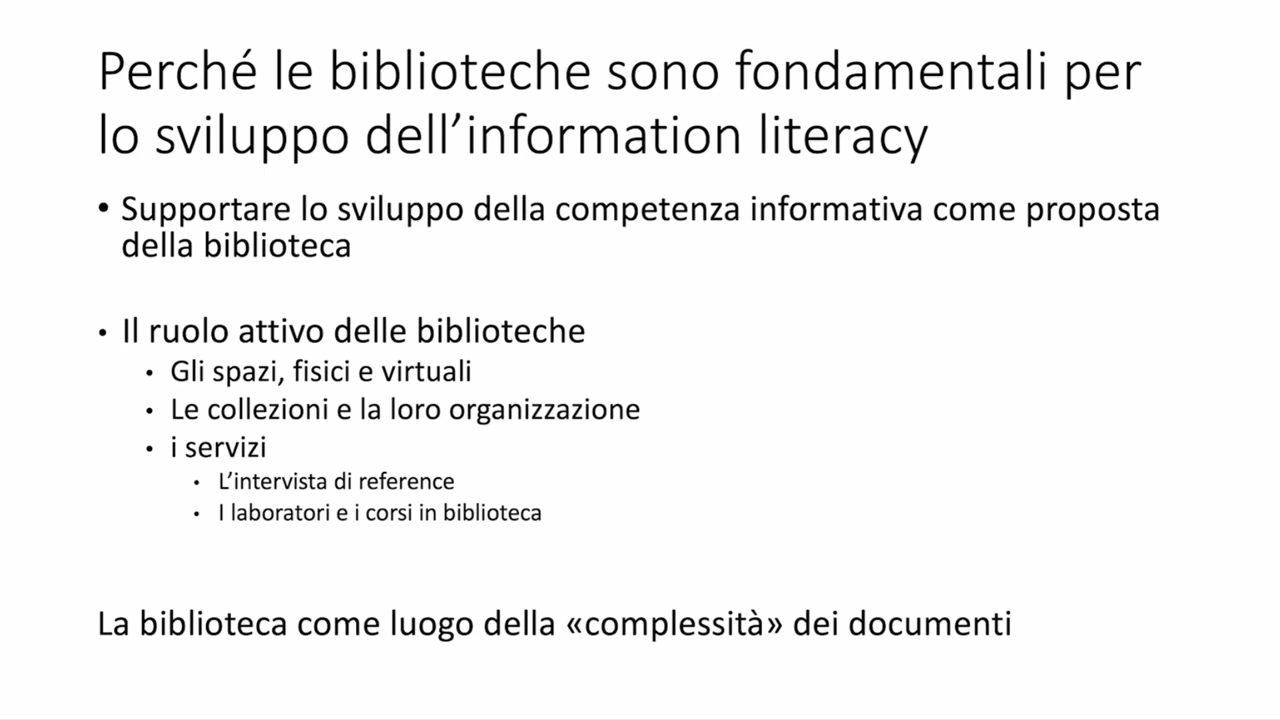 Perché le biblioteche sono fondamentali per
lo sviluppo dell’information literacy
• Supportare lo sviluppo della competenza informativa come proposta
della biblioteca
• Il ruolo attivo delle biblioteche
• Gli spazi, fisici e virtuali
• Le collezioni e la loro organizzazione
• i servizi
• L’intervista di reference
• I laboratori e i corsi in biblioteca
La biblioteca come luogo della «complessità» dei documenti